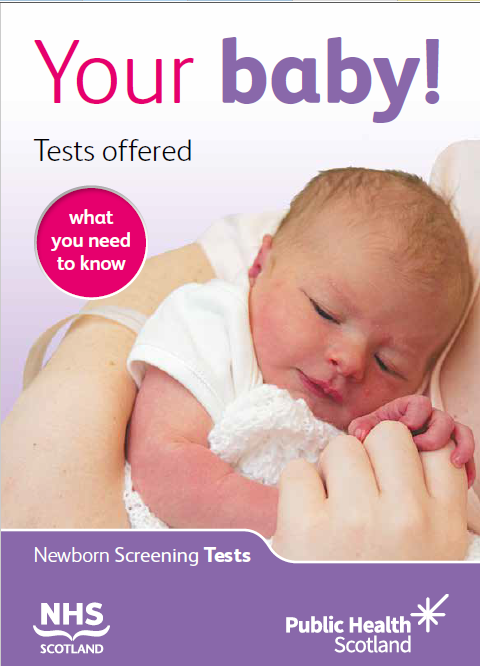 Your baby!
Tests offered
what
you need
to know
Newborn Screening Tests
NHS
SCOTLAND
Public Health
Scotland